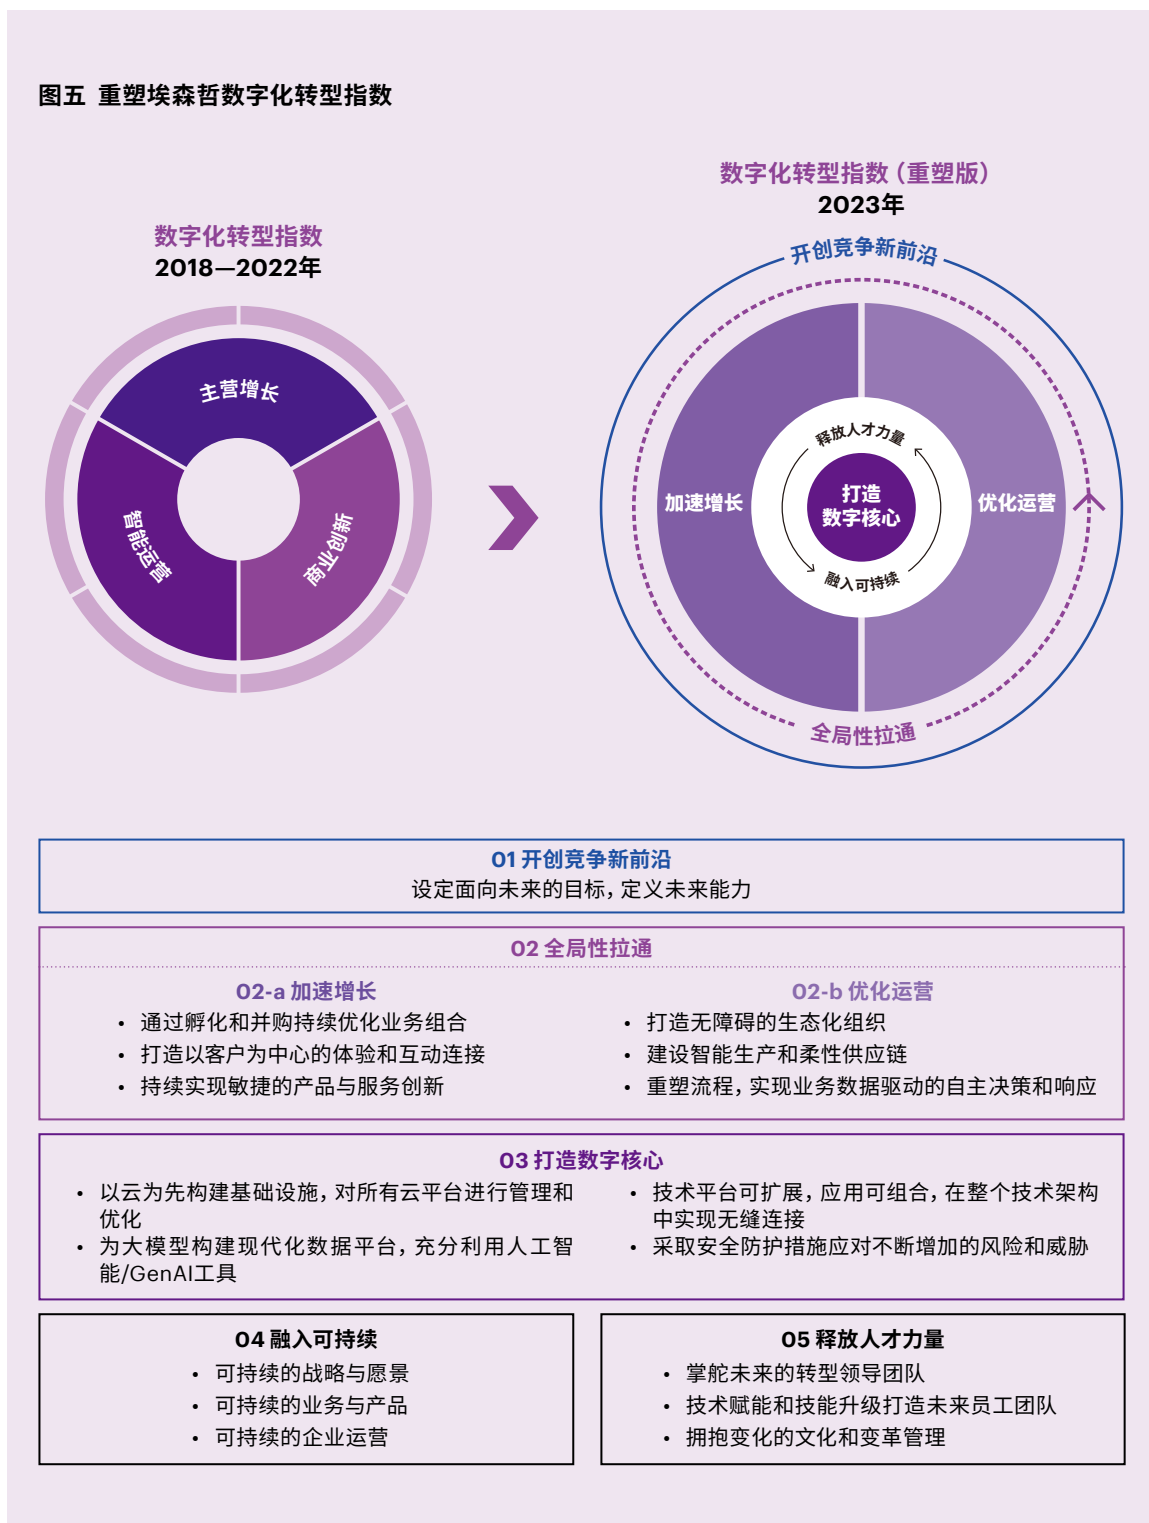 图五 重塑埃森哲数字化转型指数
数字化转型指数
2018—2022年
主营增长
智能运营
商业创新
数字化转型指数（重塑版）
2023年
开创竞争新前沿
释放人才力量
加速增长
打造
数字核心
优化运营
融入可持续
全局性拉通
01 开创竞争新前沿
设定面向未来的目标，定义未来能力
02 全局性拉通
02-a 加速增长
• 通过孵化和并购持续优化业务组合
• 打造以客户为中心的体验和互动连接
• 持续实现敏捷的产品与服务创新
02-b 优化运营
• 打造无障碍的生态化组织
• 建设智能生产和柔性供应链
• 重塑流程，实现业务数据驱动的自主决策和响应
03 打造数字核心
• 以云为先构建基础设施，对所有云平台进行管理和
优化
• 为大模型构建现代化数据平台，充分利用人工智
能/GenAI工具
• 技术平台可扩展，应用可组合，在整个技术架构
中实现无缝连接
• 采取安全防护措施应对不断增加的风险和威胁
04 融入可持续
• 可持续的战略与愿景
• 可持续的业务与产品
• 可持续的企业运营
05 释放人才力量
• 掌舵未来的转型领导团队
• 技术赋能和技能升级打造未来员工团队
• 拥抱变化的文化和变革管理